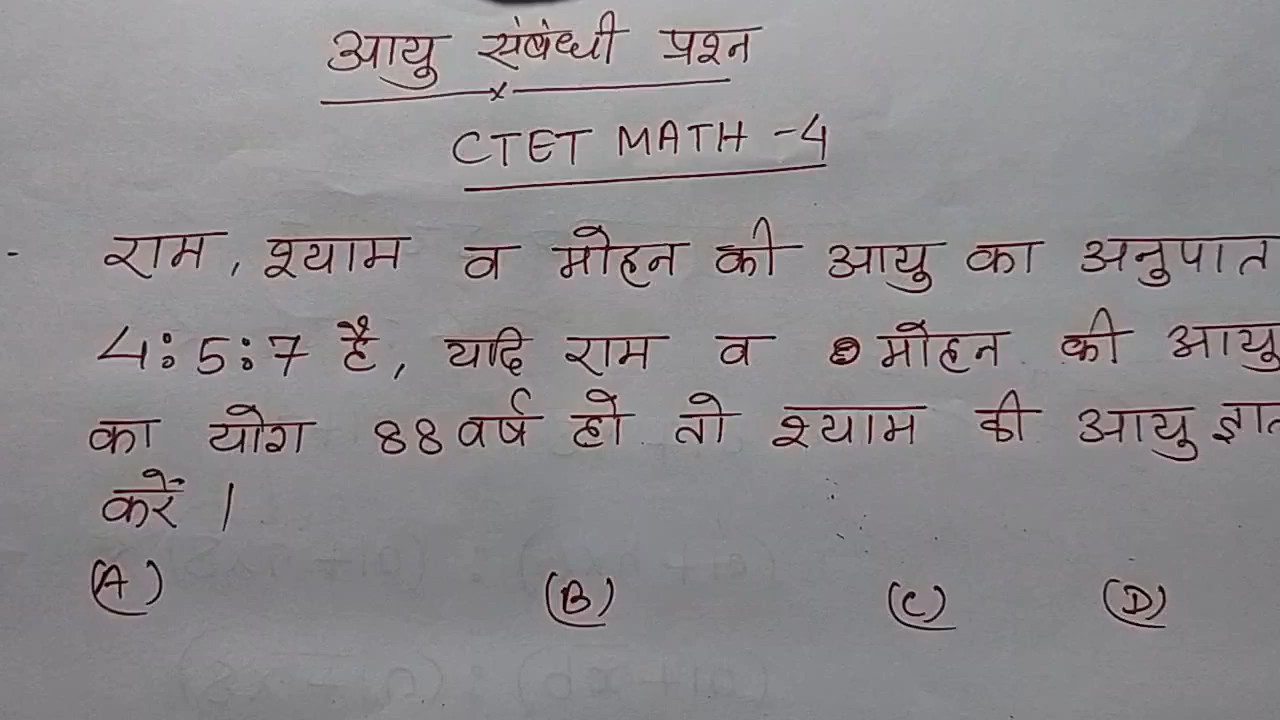 आयु संबंधी प्रश्न
CTET MATH -4
राम, श्याम व मोहन की आयु का अनुपात
4:5:7 है, यदि राम व मोहन की आयु
का योग 88 वर्ष हो तो श्याम की आयु ज्ञात
करें ।
(A) (B) (C) (D)